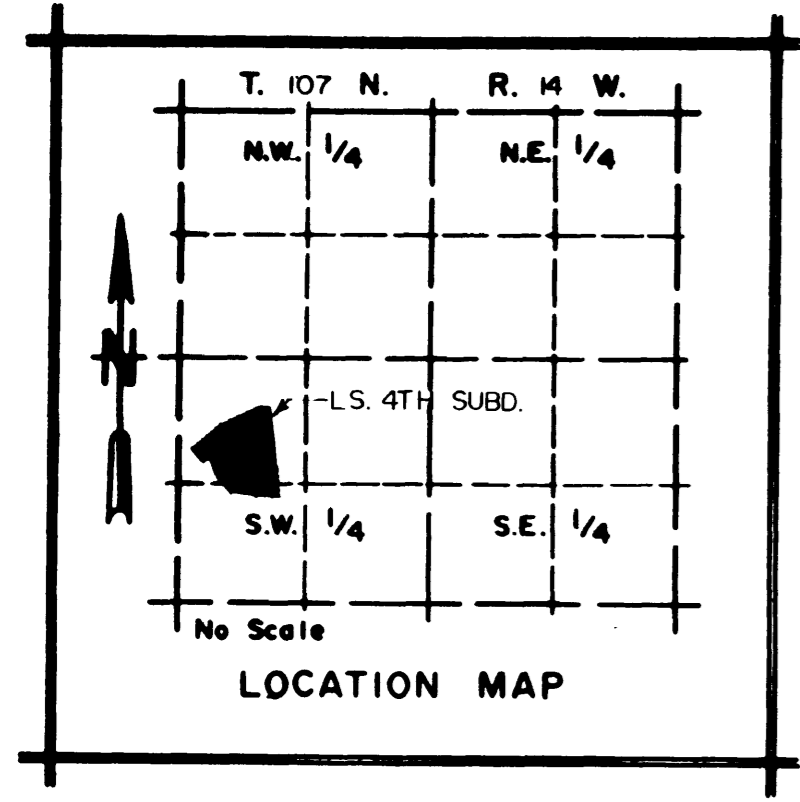 T. 107 N. R. 14 W.
N.W. 1/4 N.E. 1/4
N
LS. 4TH SUBD.
S.W. 1/4 S.E. 1/4
No Scale
LOCATION MAP